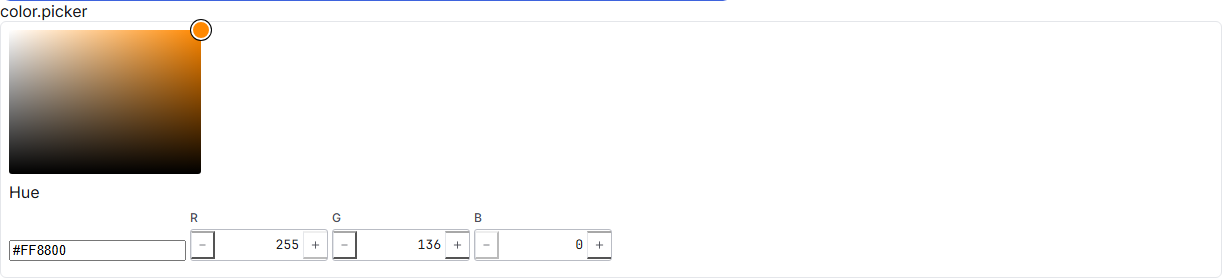 color.picker
Hue
R G B
#FF8800 − 255 + − 136 + − 0 +